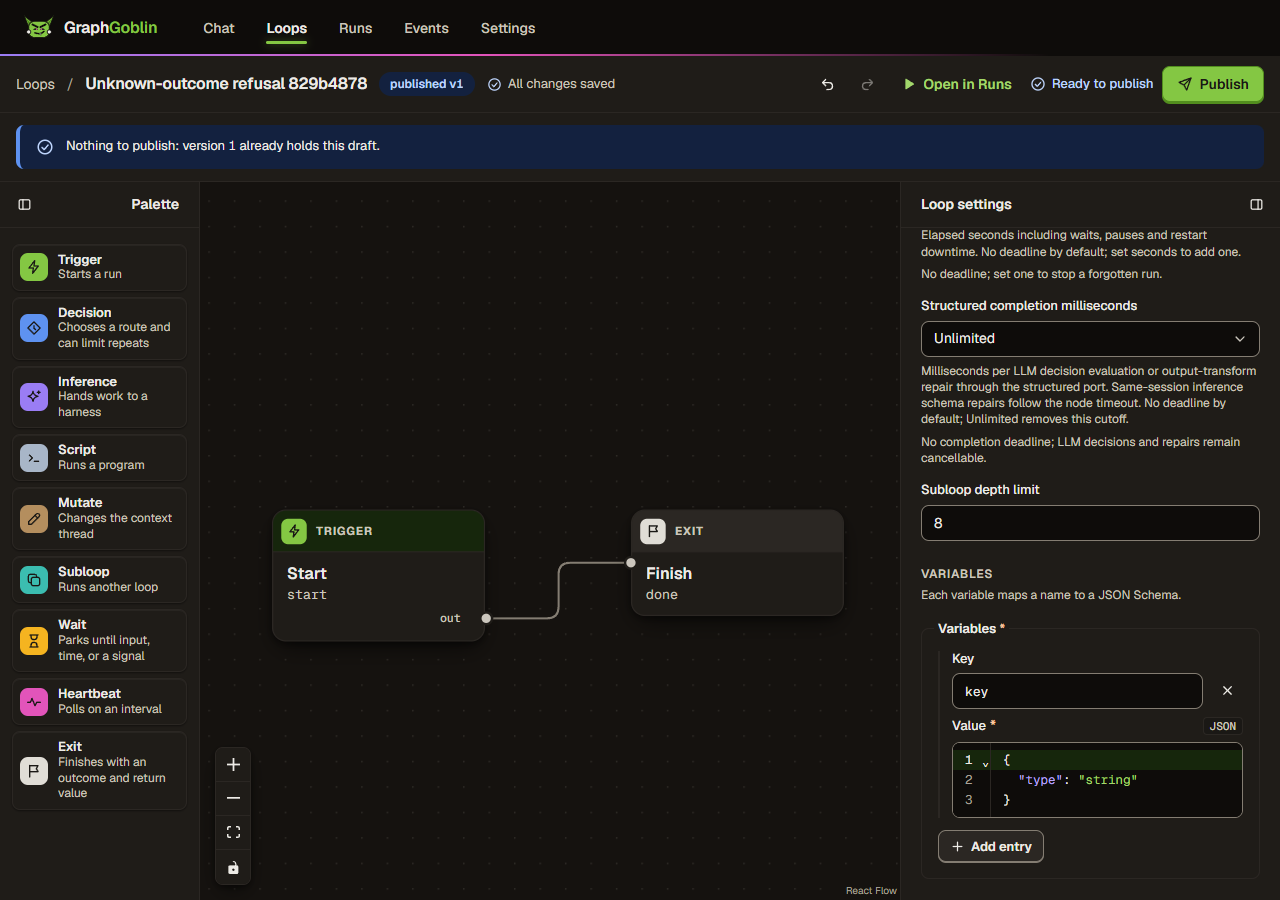 GraphGoblin
Chat
Loops
Runs
Events
Settings
Loops / Unknown-outcome refusal 829b4878
published v1
All changes saved
Open in Runs
Ready to publish
Publish
Nothing to publish: version 1 already holds this draft.
Palette
Trigger
Starts a run
Decision
Chooses a route and
can limit repeats
Inference
Hands work to a
harness
Script
Runs a program
Mutate
Changes the context
thread
Subloop
Runs another loop
Wait
Parks until input,
time, or a signal
Heartbeat
Polls on an interval
Exit
Finishes with an
outcome and return
value
TRIGGER
Start
start
out
EXIT
Finish
done
React Flow
Loop settings
Elapsed seconds including waits, pauses and restart
downtime. No deadline by default; set seconds to add one.
No deadline; set one to stop a forgotten run.
Structured completion milliseconds
Unlimited
Milliseconds per LLM decision evaluation or output-transform
repair through the structured port. Same-session inference
schema repairs follow the node timeout. No deadline by
default; Unlimited removes this cutoff.
No completion deadline; LLM decisions and repairs remain
cancellable.
Subloop depth limit
8
VARIABLES
Each variable maps a name to a JSON Schema.
Variables *
Key
key
Value *
JSON
1 {
2 "type": "string"
3 }
Add entry